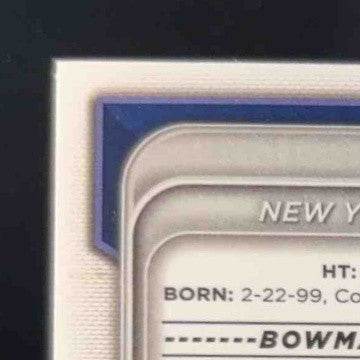 NEW Y
HT:
BORN: 2-22-99, Co
-------BOWMA